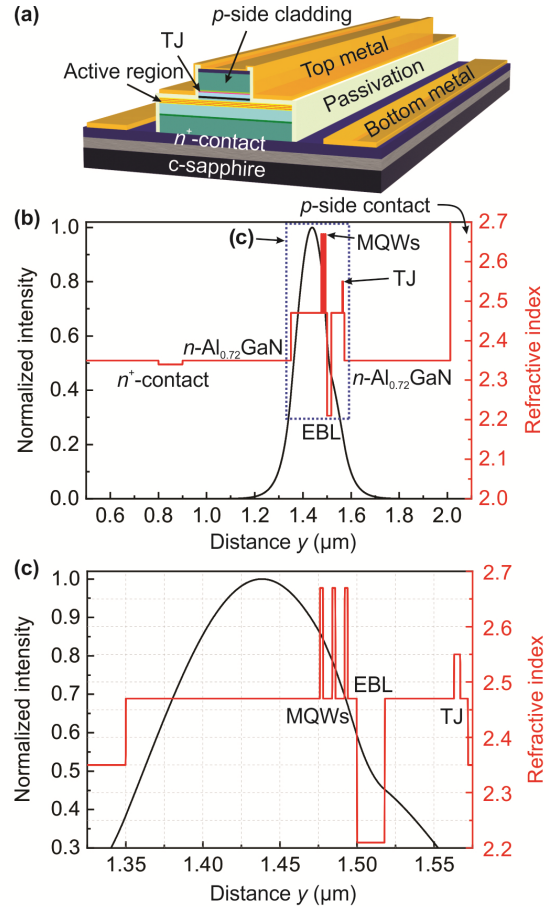 (a)
p-side cladding
TJ
Active region
Top metal
Passivation
Bottom metal
n⁺-contact
c-sapphire
(b)
p-side contact
(c)
MQWs
TJ
n-Al₀.₇₂GaN
n⁺-contact
n-Al₀.₇₂GaN
EBL
Normalized intensity
1.0
0.8
0.6
0.4
0.2
0.0
Refractive index
2.7
2.6
2.5
2.4
2.3
2.2
2.1
2.0
0.6 0.8 1.0 1.2 1.4 1.6 1.8 2.0
Distance y (µm)
(c)
Normalized intensity
1.0
0.9
0.8
0.7
0.6
0.5
0.4
0.3
EBL
MQWs
TJ
Refractive index
2.7
2.6
2.5
2.4
2.3
2.2
1.35 1.40 1.45 1.50 1.55
Distance y (µm)